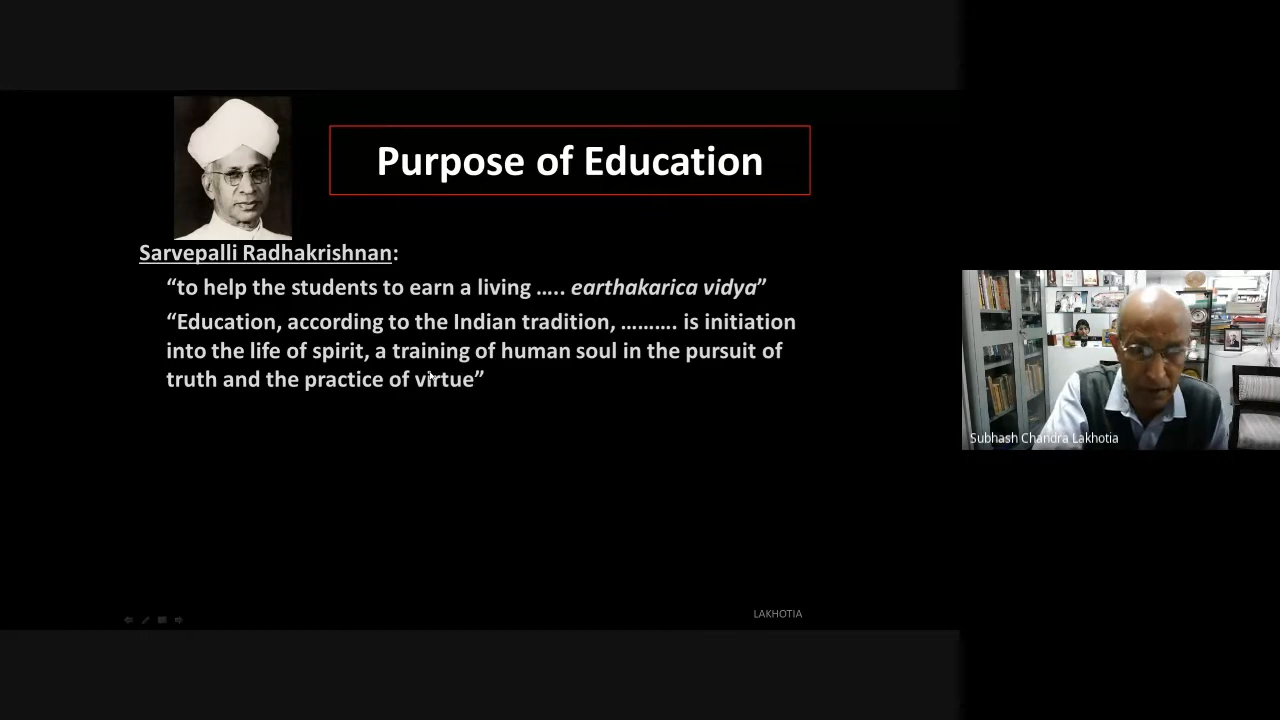 Purpose of Education
Sarvepalli Radhakrishnan:
“to help the students to earn a living ..... earthakarica vidya”
“Education, according to the Indian tradition, .......... is initiation
into the life of spirit, a training of human soul in the pursuit of
truth and the practice of virtue”
Subhash Chandra Lakhotia
LAKHOTIA